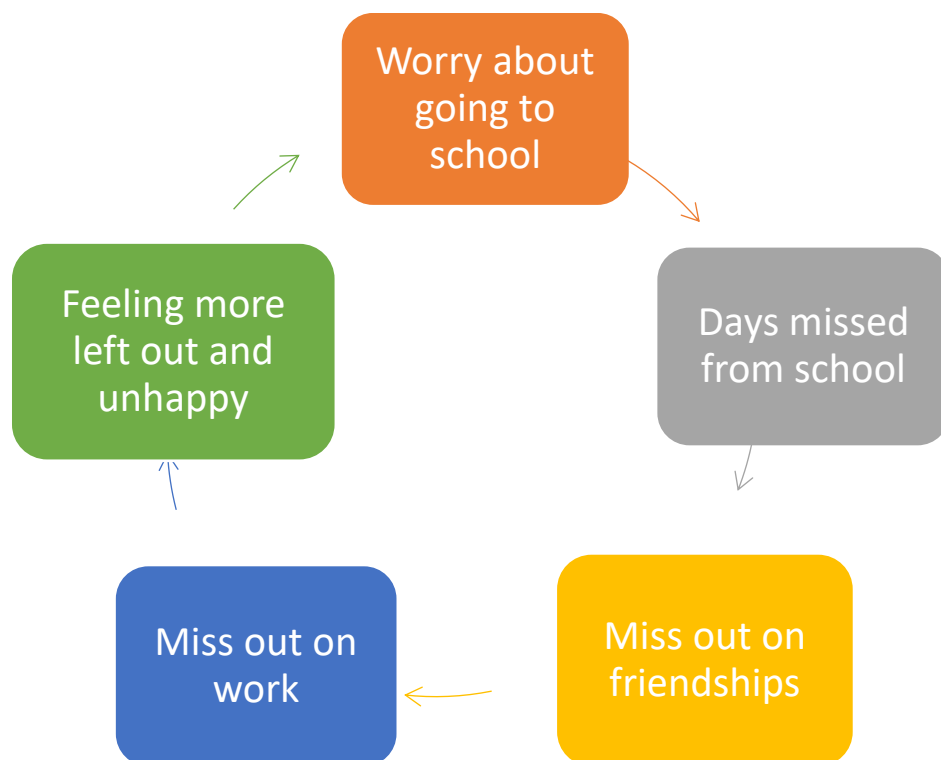 Worry about
going to
school
Days missed
from school
Miss out on
friendships
Miss out on
work
Feeling more
left out and
unhappy